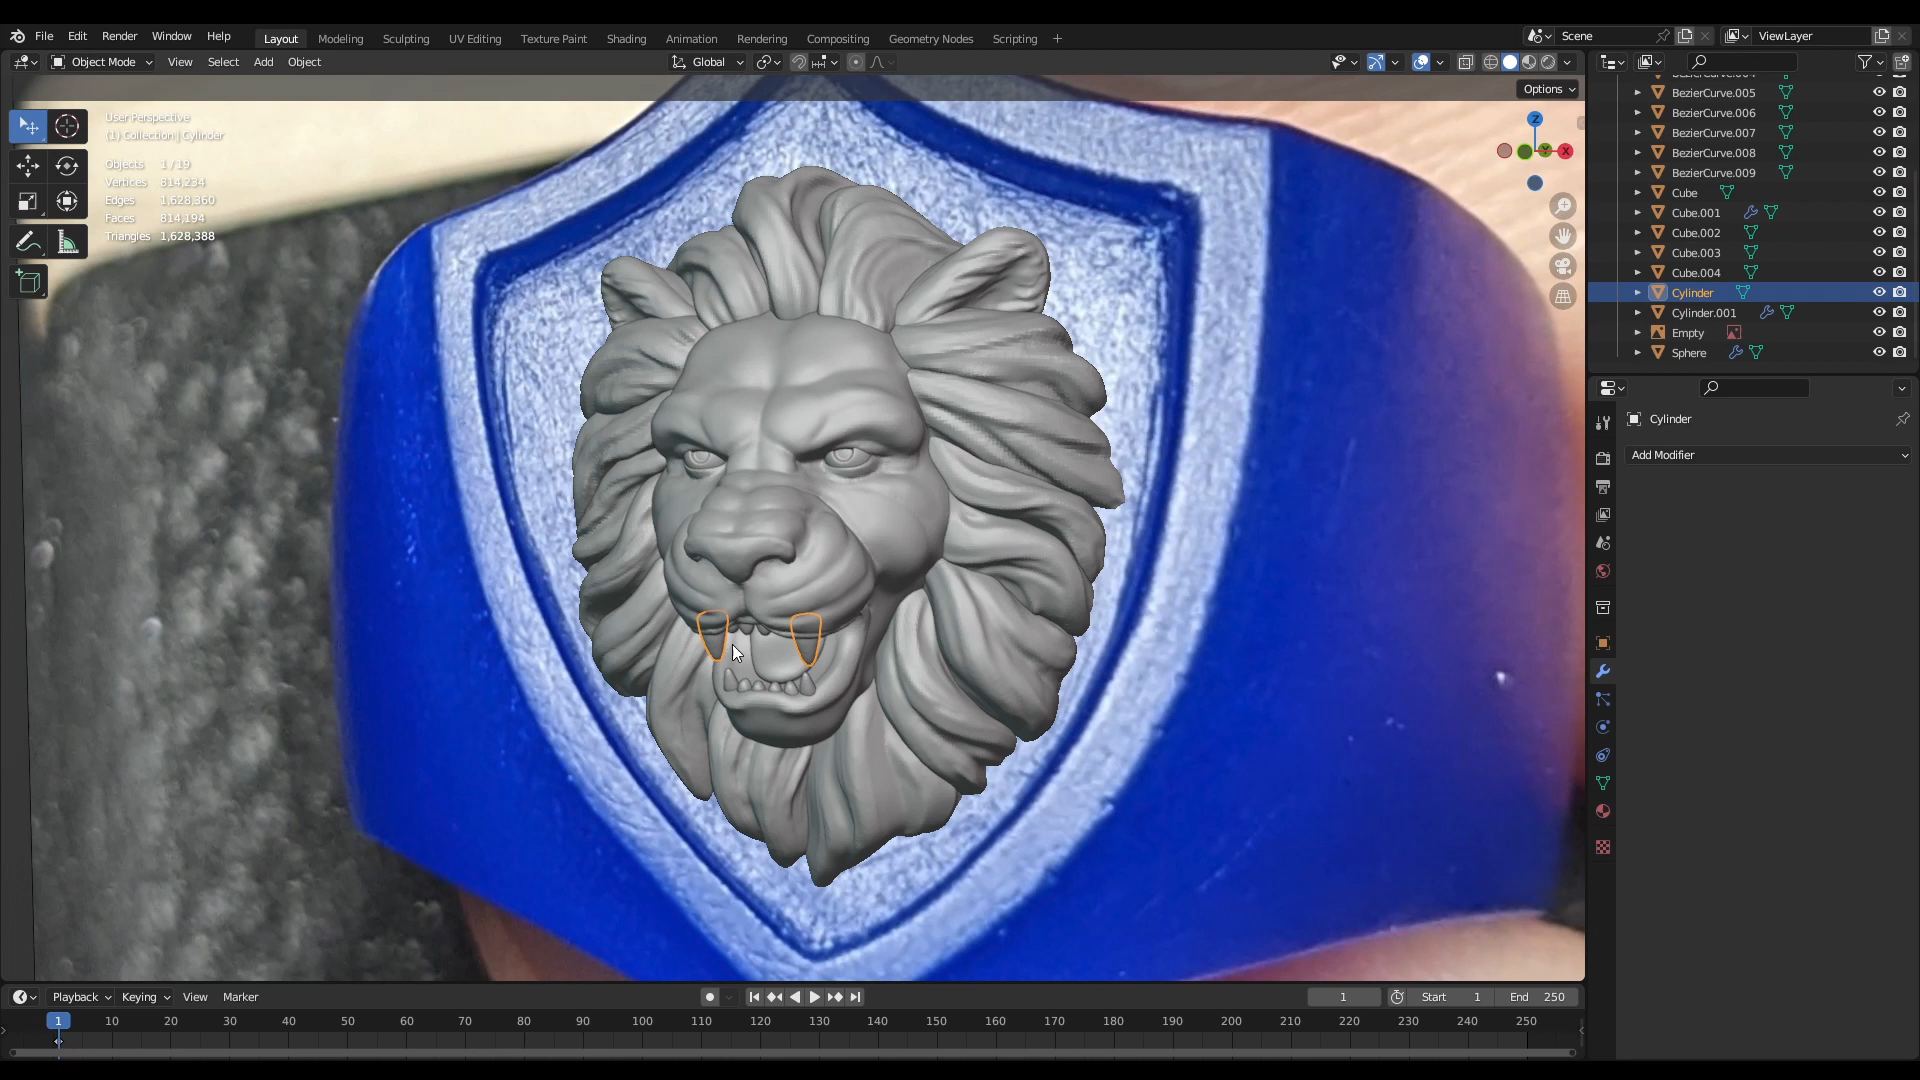 File Edit Render Window Help Layout Modeling Sculpting UV Editing Texture Paint Shading Animation Rendering Compositing Geometry Nodes Scripting + Scene ViewLayer
Object Mode View Select Add Object Global
Options
User Perspective
(1) Collection | Cylinder
Objects 1 / 19
Vertices 814,234
Edges 1,628,360
Faces 814,194
Triangles 1,628,388
Z
Y
X
BezierCurve.005
BezierCurve.006
BezierCurve.007
BezierCurve.008
BezierCurve.009
Cube
Cube.001
Cube.002
Cube.003
Cube.004
Cylinder
Cylinder.001
Empty
Sphere
Cylinder
Add Modifier
Playback Keying View Marker 1 Start 1 End 250
1 10 20 30 40 50 60 70 80 90 100 110 120 130 140 150 160 170 180 190 200 210 220 230 240 250